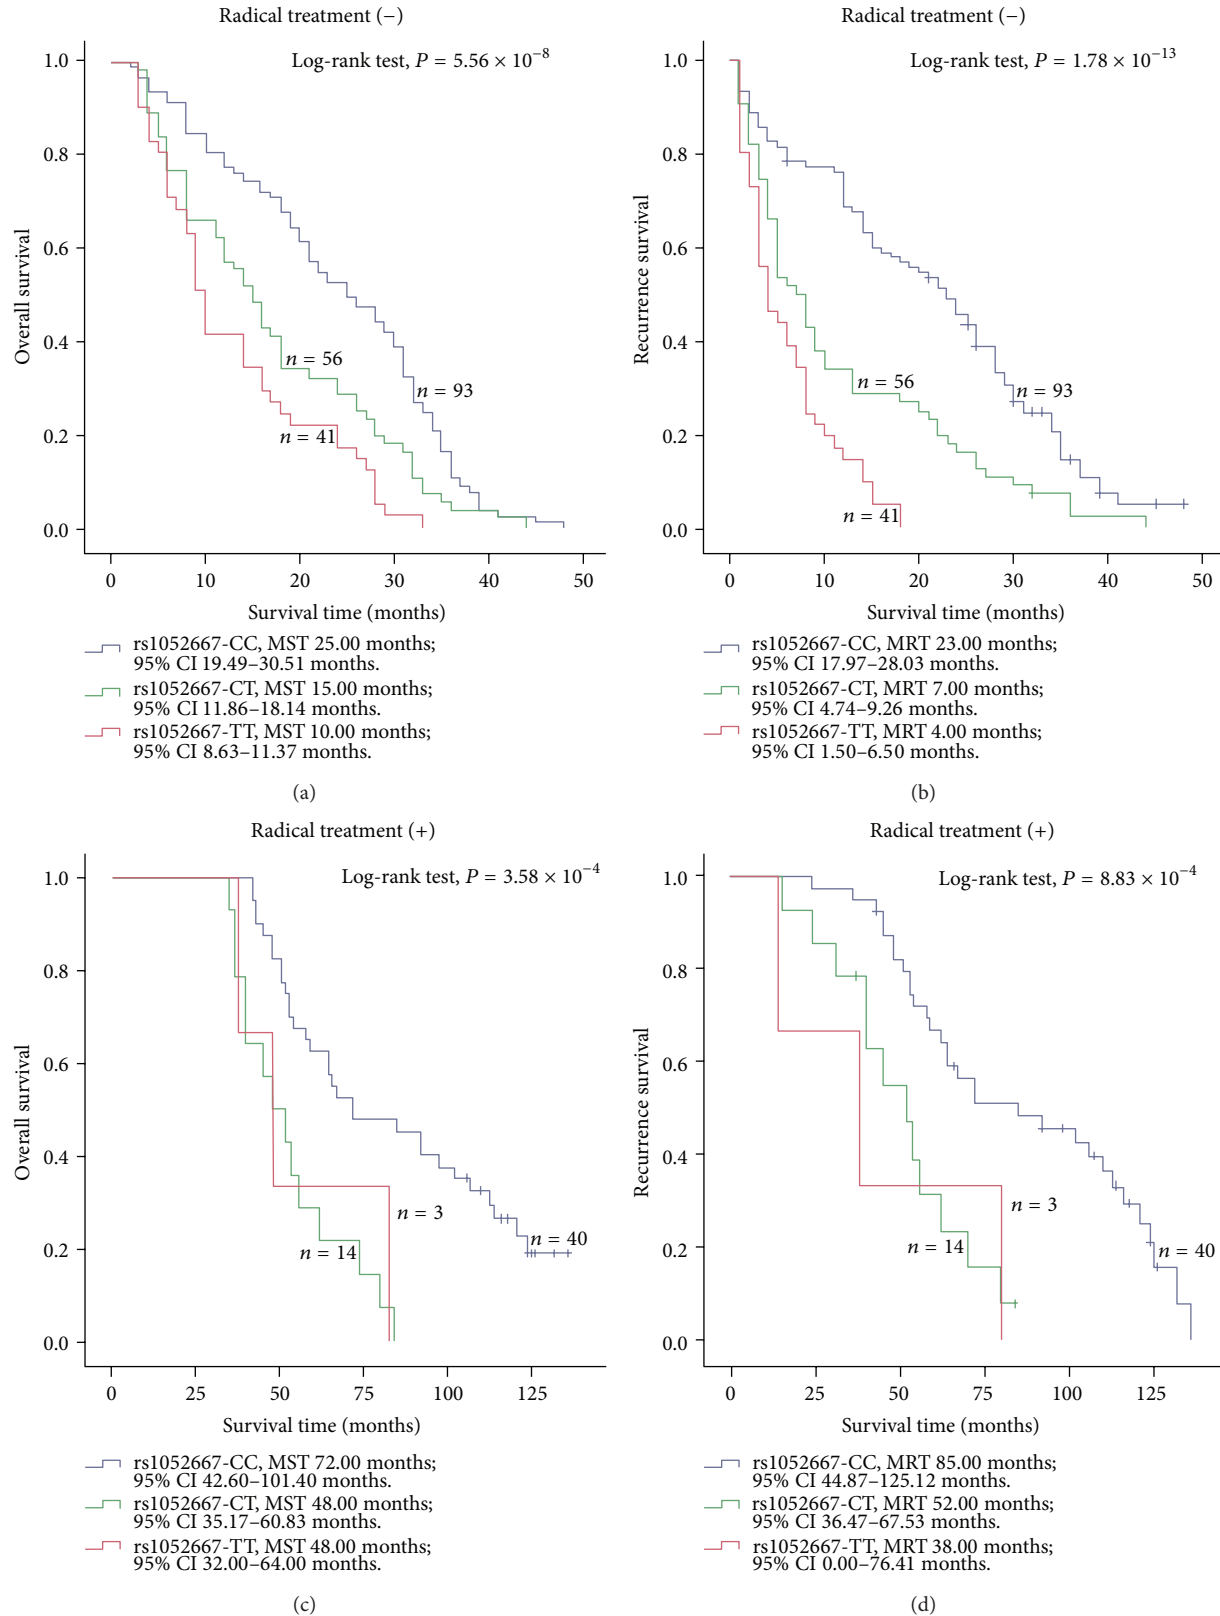 Radical treatment (−)
Log-rank test, P = 5.56 × 10⁻⁸
Overall survival
1.0
0.8
0.6
0.4
0.2
0.0
n = 56
n = 93
n = 41
0 10 20 30 40 50
Survival time (months)
rs1052667-CC, MST 25.00 months;
95% CI 19.49–30.51 months.
rs1052667-CT, MST 15.00 months;
95% CI 11.86–18.14 months.
rs1052667-TT, MST 10.00 months;
95% CI 8.63–11.37 months.
(a)
Radical treatment (−)
Log-rank test, P = 1.78 × 10⁻¹³
Recurrence survival
1.0
0.8
0.6
0.4
0.2
0.0
n = 56
n = 93
n = 41
0 10 20 30 40 50
Survival time (months)
rs1052667-CC, MRT 23.00 months;
95% CI 17.97–28.03 months.
rs1052667-CT, MRT 7.00 months;
95% CI 4.74–9.26 months.
rs1052667-TT, MRT 4.00 months;
95% CI 1.50–6.50 months.
(b)
Radical treatment (+)
Log-rank test, P = 3.58 × 10⁻⁴
Overall survival
1.0
0.8
0.6
0.4
0.2
0.0
n = 3
n = 40
n = 14
0 25 50 75 100 125
Survival time (months)
rs1052667-CC, MST 72.00 months;
95% CI 42.60–101.40 months.
rs1052667-CT, MST 48.00 months;
95% CI 35.17–60.83 months.
rs1052667-TT, MST 48.00 months;
95% CI 32.00–64.00 months.
(c)
Radical treatment (+)
Log-rank test, P = 8.83 × 10⁻⁴
Recurrence survival
1.0
0.8
0.6
0.4
0.2
0.0
n = 3
n = 14
n = 40
0 25 50 75 100 125
Survival time (months)
rs1052667-CC, MRT 85.00 months;
95% CI 44.87–125.12 months.
rs1052667-CT, MRT 52.00 months;
95% CI 36.47–67.53 months.
rs1052667-TT, MRT 38.00 months;
95% CI 0.00–76.41 months.
(d)